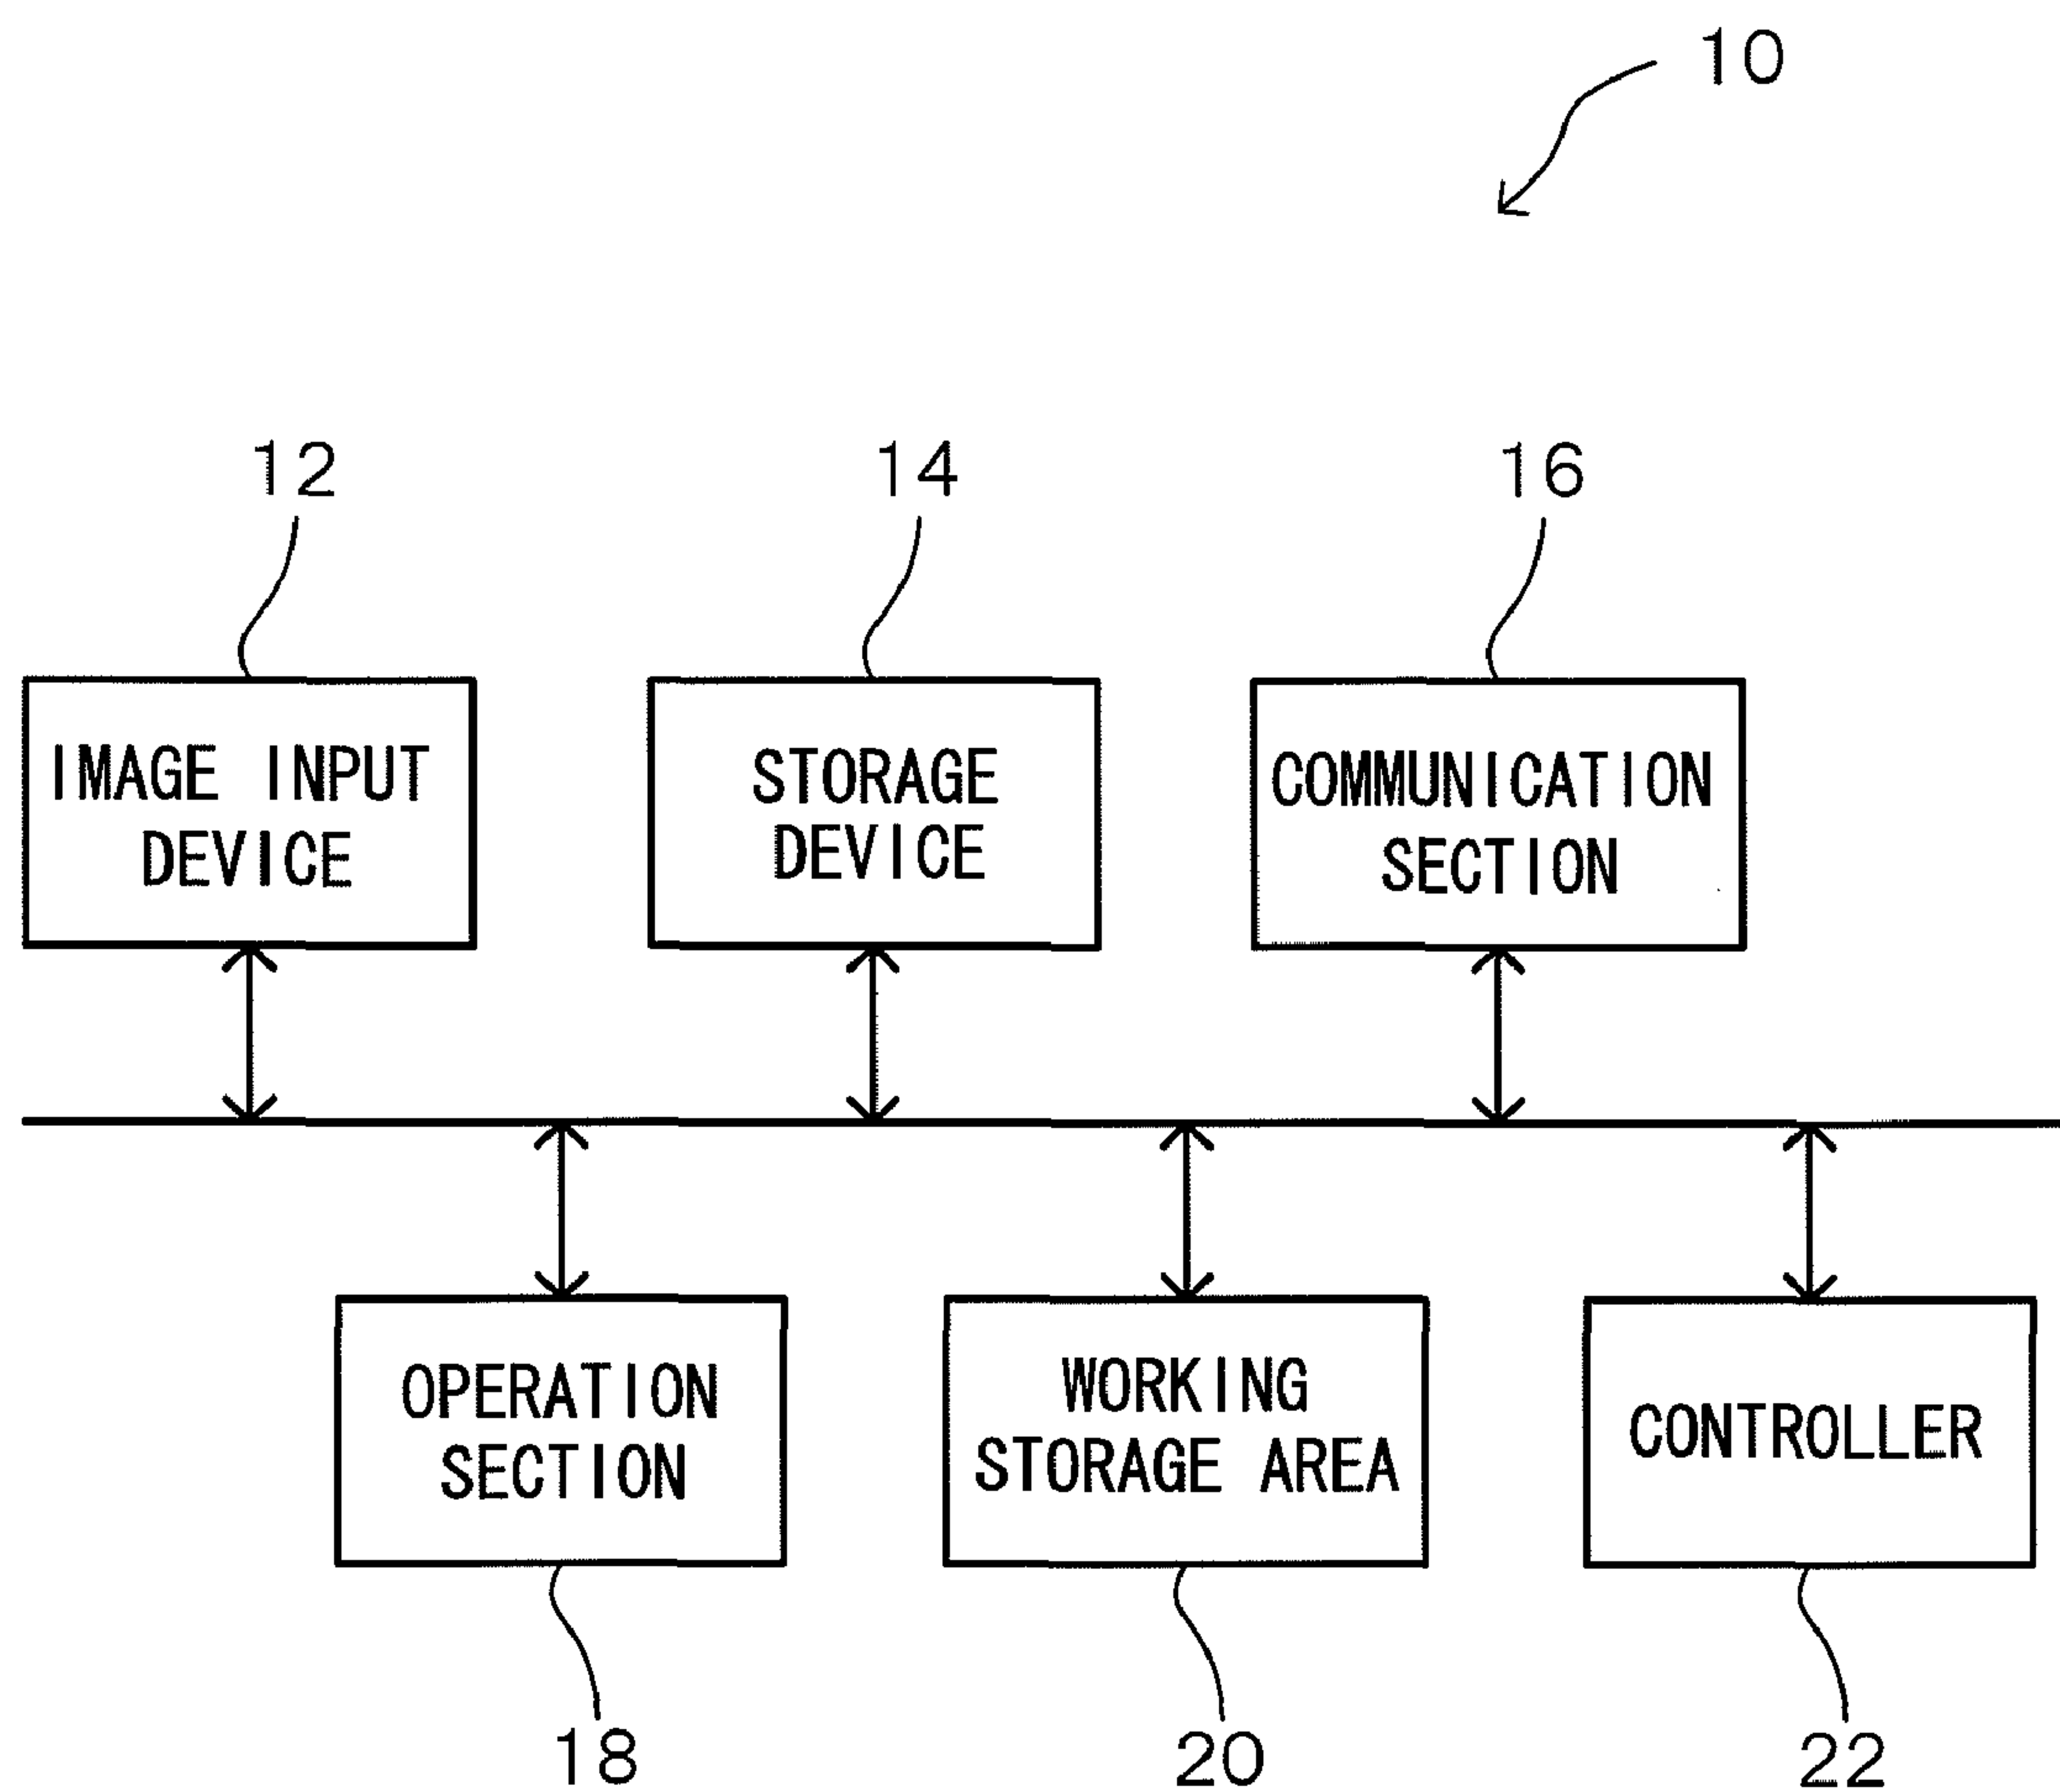 10
12
14
16
IMAGE INPUT
DEVICE
STORAGE
DEVICE
COMMUNICATION
SECTION
OPERATION
SECTION
WORKING
STORAGE AREA
CONTROLLER
18
20
22